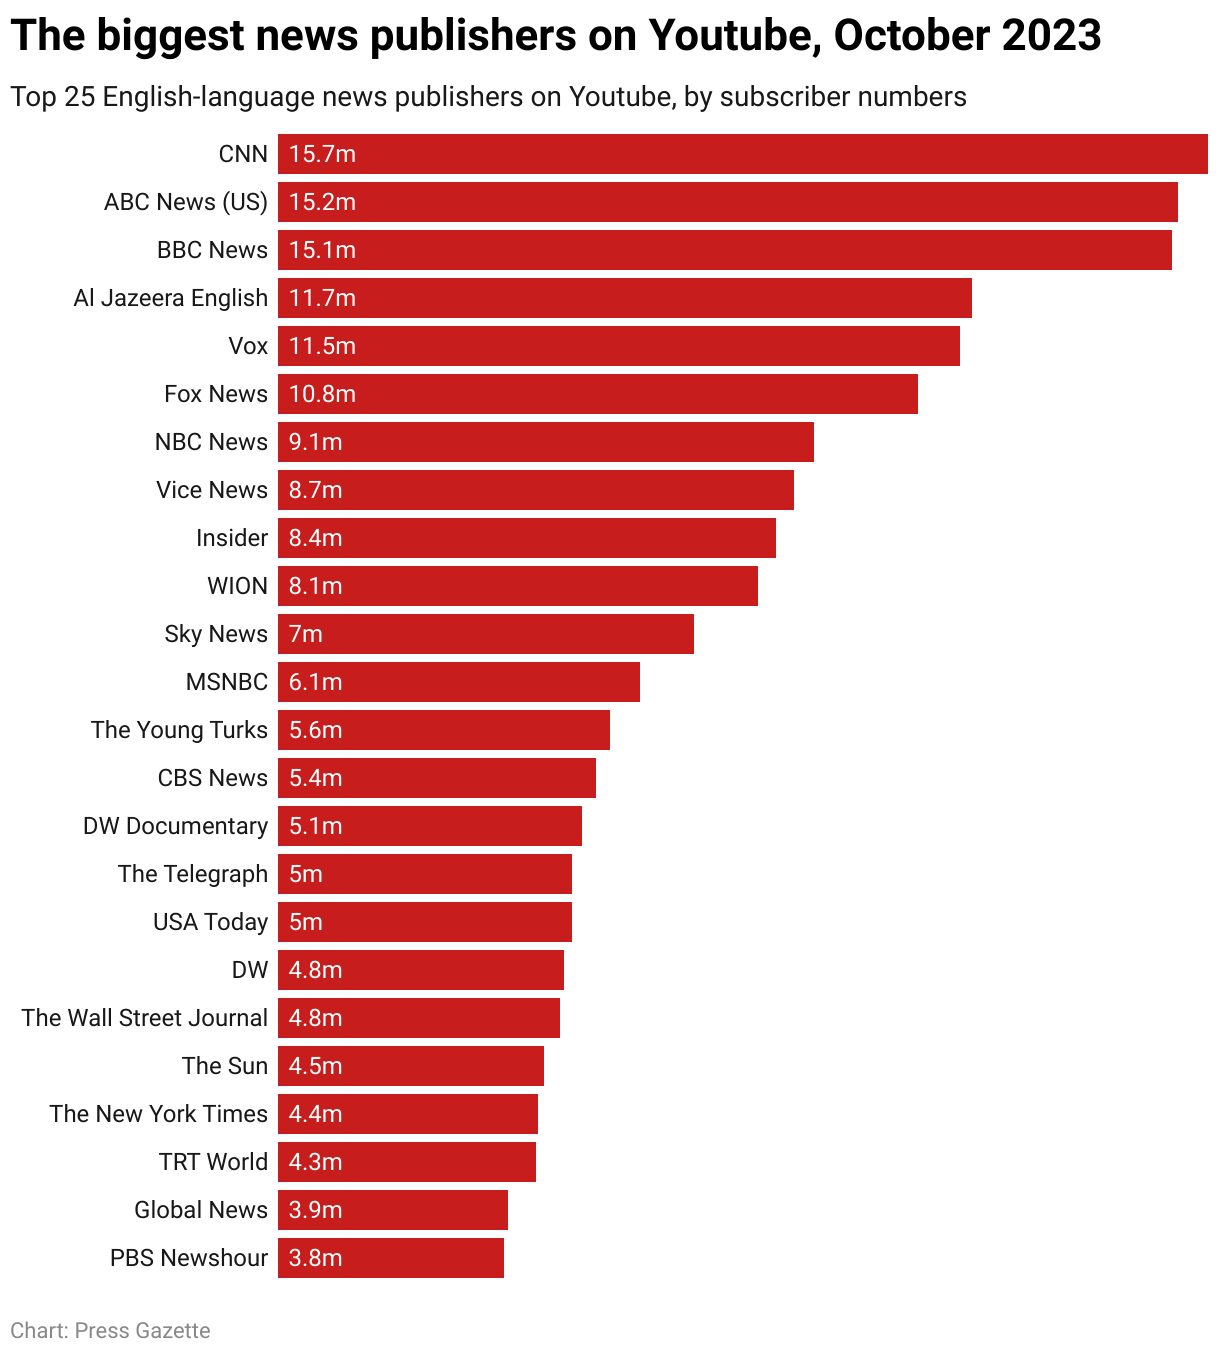 The biggest news publishers on Youtube, October 2023
Top 25 English-language news publishers on Youtube, by subscriber numbers
CNN 15.7m
ABC News (US) 15.2m
BBC News 15.1m
Al Jazeera English 11.7m
Vox 11.5m
Fox News 10.8m
NBC News 9.1m
Vice News 8.7m
Insider 8.4m
WION 8.1m
Sky News 7m
MSNBC 6.1m
The Young Turks 5.6m
CBS News 5.4m
DW Documentary 5.1m
The Telegraph 5m
USA Today 5m
DW 4.8m
The Wall Street Journal 4.8m
The Sun 4.5m
The New York Times 4.4m
TRT World 4.3m
Global News 3.9m
PBS Newshour 3.8m
Chart: Press Gazette